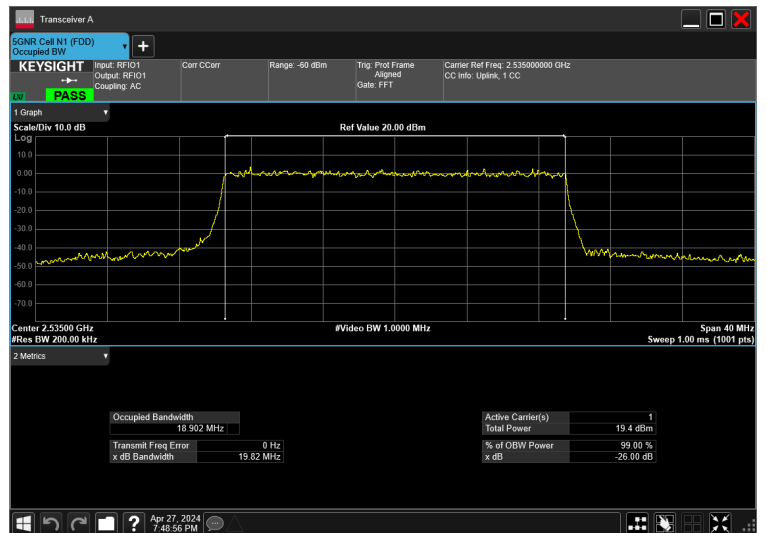 Transceiver A
5GNR Cell N1 (FDD)
Occupied BW
KEYSIGHT
Input: RFIO1
Output: RFIO1
Coupling: AC
Corr CCorr
Range: -60 dBm
Trig: Prot Frame
Aligned
Gate: FFT
Carrier Ref Freq: 2.535000000 GHz
CC Info: Uplink, 1 CC
LXI
PASS
1 Graph
Scale/Div 10.0 dB
Ref Value 20.00 dBm
Log
10.0
0.00
-10.0
-20.0
-30.0
-40.0
-50.0
-60.0
-70.0
Center 2.53500 GHz
#Video BW 1.0000 MHz
Span 40 MHz
#Res BW 200.00 kHz
Sweep 1.00 ms (1001 pts)
2 Metrics
Occupied Bandwidth
18.902 MHz
Transmit Freq Error 0 Hz
x dB Bandwidth 19.82 MHz
Active Carrier(s) 1
Total Power 19.4 dBm
% of OBW Power 99.00 %
x dB -26.00 dB
Apr 27, 2024
7:48:56 PM